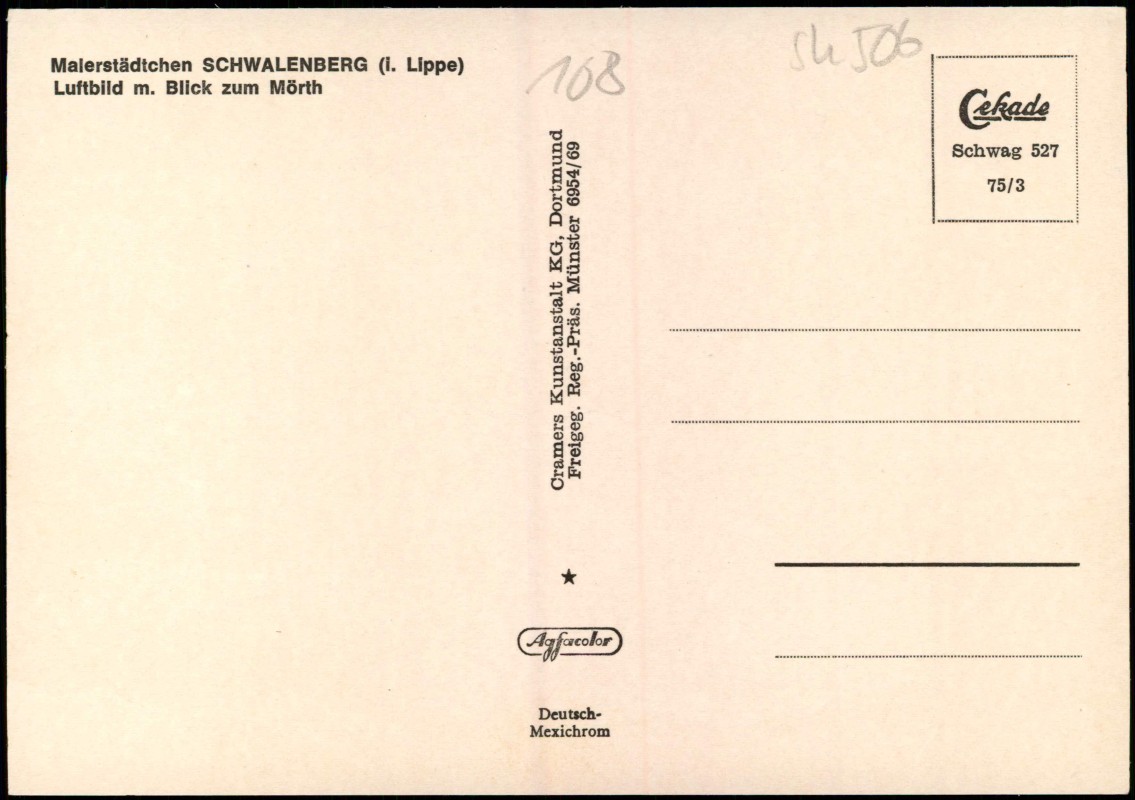 Malerstädtchen SCHWALENBERG (i. Lippe)
Luftbild m. Blick zum Mörth
108
sh 506
Cekade
Schwag 527
75/3
Cramers Kunstanstalt KG, Dortmund
Freigeg. Reg.-Präs. Münster 6954/69
Agfacolor
Deutsch-
Mexichrom